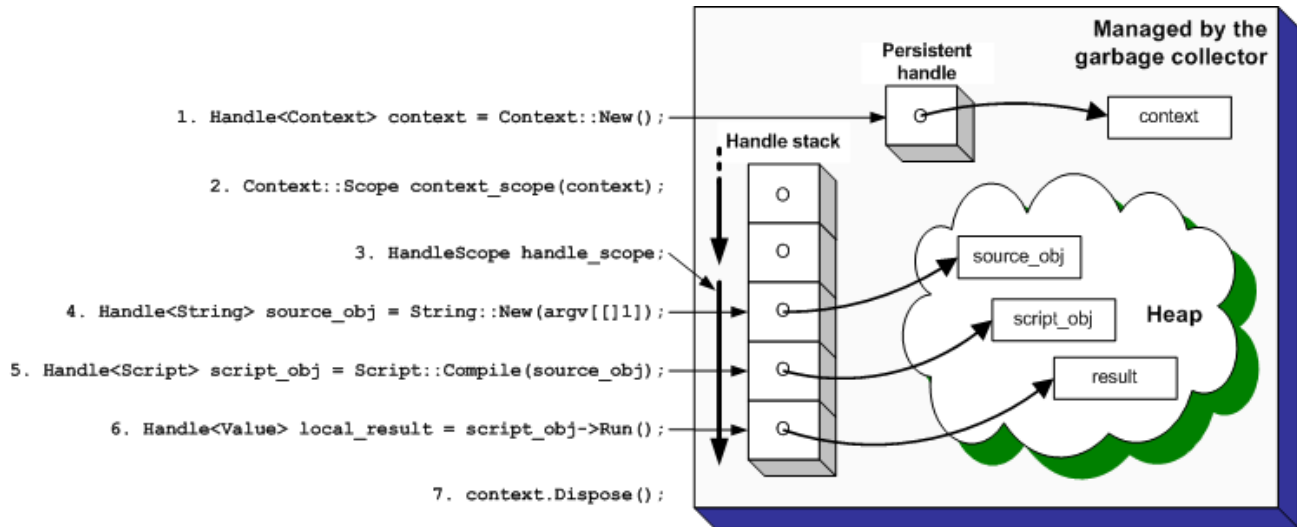 Managed by the
garbage collector
Persistent
handle
1. Handle<Context> context = Context::New();
O
context
Handle stack
2. Context::Scope context_scope(context);
O
3. HandleScope handle_scope;
O
source_obj
4. Handle<String> source_obj = String::New(argv[[]1]);
O
script_obj
Heap
5. Handle<Script> script_obj = Script::Compile(source_obj);
O
result
6. Handle<Value> local_result = script_obj->Run();
O
7. context.Dispose();